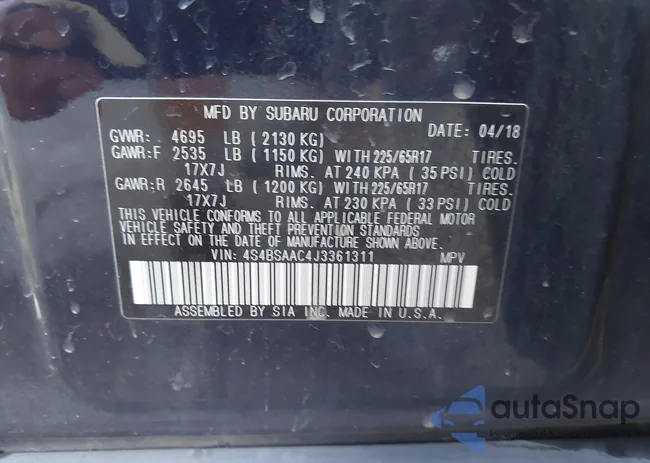 MFD BY SUBARU CORPORATION
GVWR: 4695 LB ( 2130 KG) DATE: 04/18
GAWR:F 2535 LB ( 1150 KG) WITH 225/65R17 TIRES.
17X7J RIMS. AT 240 KPA ( 35 PSI) COLD
GAWR:R 2645 LB ( 1200 KG) WITH 225/65R17 TIRES.
17X7J RIMS. AT 230 KPA ( 33 PSI) COLD
THIS VEHICLE CONFORMS TO ALL APPLICABLE FEDERAL MOTOR
VEHICLE SAFETY AND THEFT PREVENTION STANDARDS
IN EFFECT ON THE DATE OF MANUFACTURE SHOWN ABOVE.
VIN: 4S4BSAAC4J3361311 MPV
ASSEMBLED BY SIA INC. MADE IN U.S.A.
autoSnap